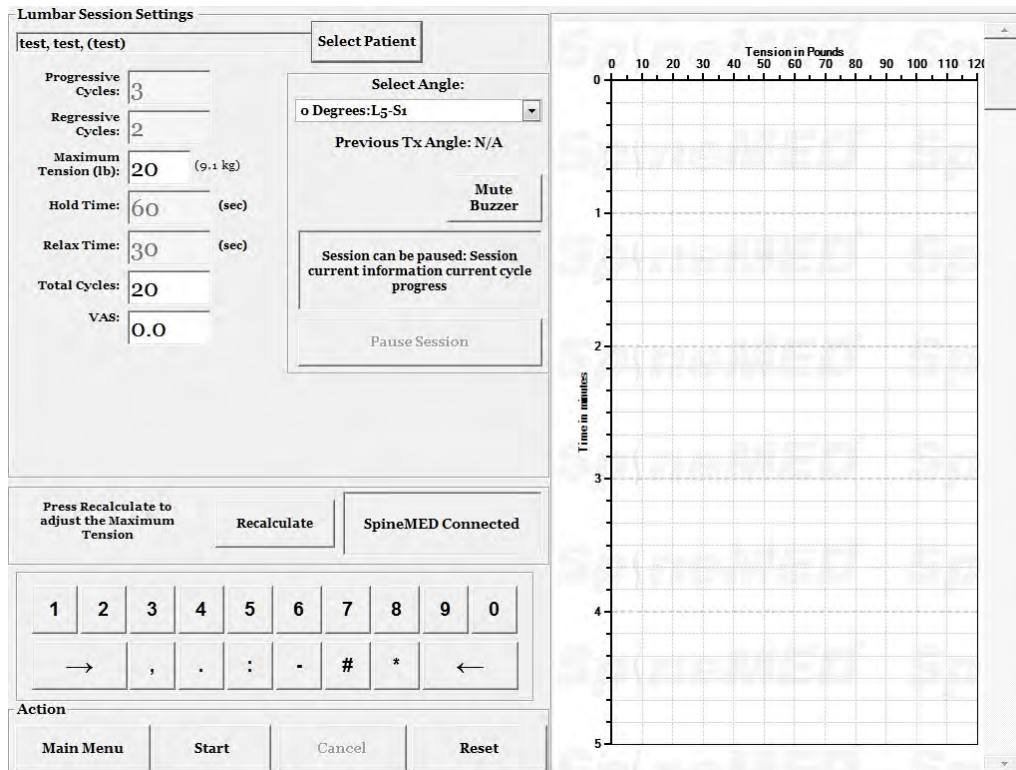 Lumbar Session Settings
test, test, (test)
Select Patient
Progressive
Cycles:
3
Regressive
Cycles:
2
Maximum
Tension (lb):
20
(9.1 kg)
Hold Time:
60
(sec)
Relax Time:
30
(sec)
Total Cycles:
20
VAS:
0.0
Select Angle:
0 Degrees:L5-S1
Previous Tx Angle: N/A
Mute
Buzzer
Session can be paused: Session
current information current cycle
progress
Pause Session
Press Recalculate to
adjust the Maximum
Tension
Recalculate
SpineMED Connected
1 2 3 4 5 6 7 8 9 0
→ , . : - # * ←
Action
Main Menu
Start
Cancel
Reset
Tension in Pounds
0 10 20 30 40 50 60 70 80 90 100 110 120
Time in minutes
0
1
2
3
4
5
SpineMED